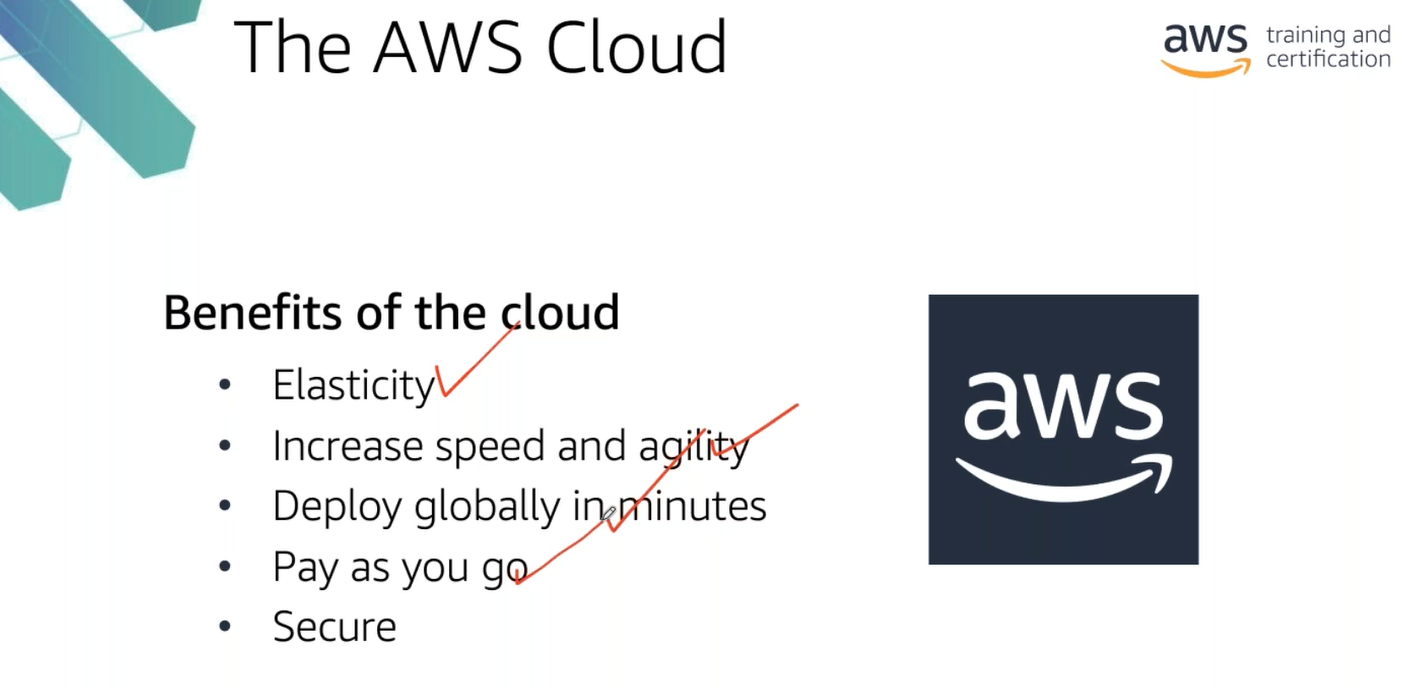 The AWS Cloud
aws training and
certification
Benefits of the cloud
• Elasticity
• Increase speed and agility
• Deploy globally in minutes
• Pay as you go
• Secure
aws